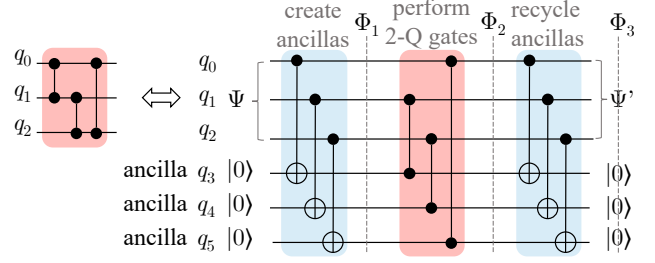 create ancillas Φ1 perform 2-Q gates Φ2 recycle ancillas Φ3
q0 q0
q1 q1 Ψ Ψ'
q2 q2
ancilla q3 |0⟩ |0⟩
ancilla q4 |0⟩ |0⟩
ancilla q5 |0⟩ |0⟩